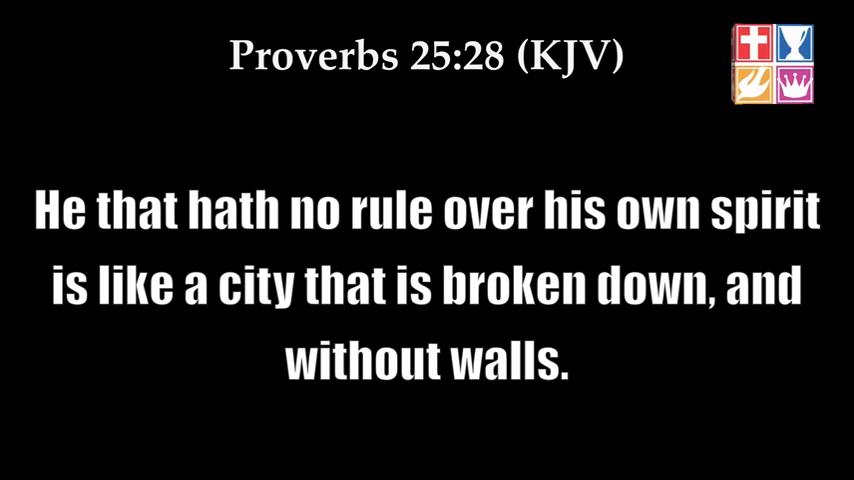 Proverbs 25:28 (KJV)
He that hath no rule over his own spirit
is like a city that is broken down, and
without walls.